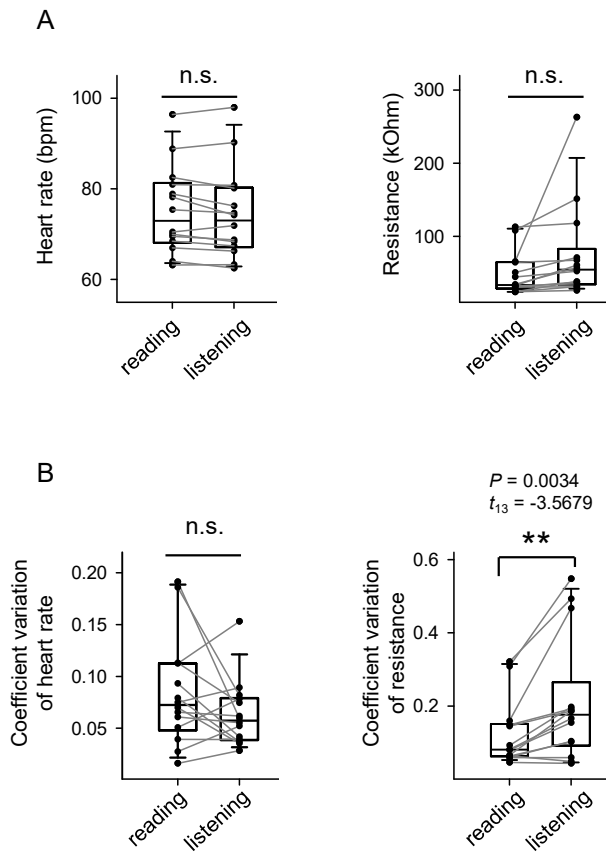 A
n.s.
Heart rate (bpm)
100
80
60
reading
listening
n.s.
Resistance (kOhm)
300
200
100
reading
listening
B
n.s.
Coefficient variation
of heart rate
0.20
0.15
0.10
0.05
reading
listening
P = 0.0034
t13 = -3.5679
**
Coefficient variation
of resistance
0.6
0.4
0.2
reading
listening